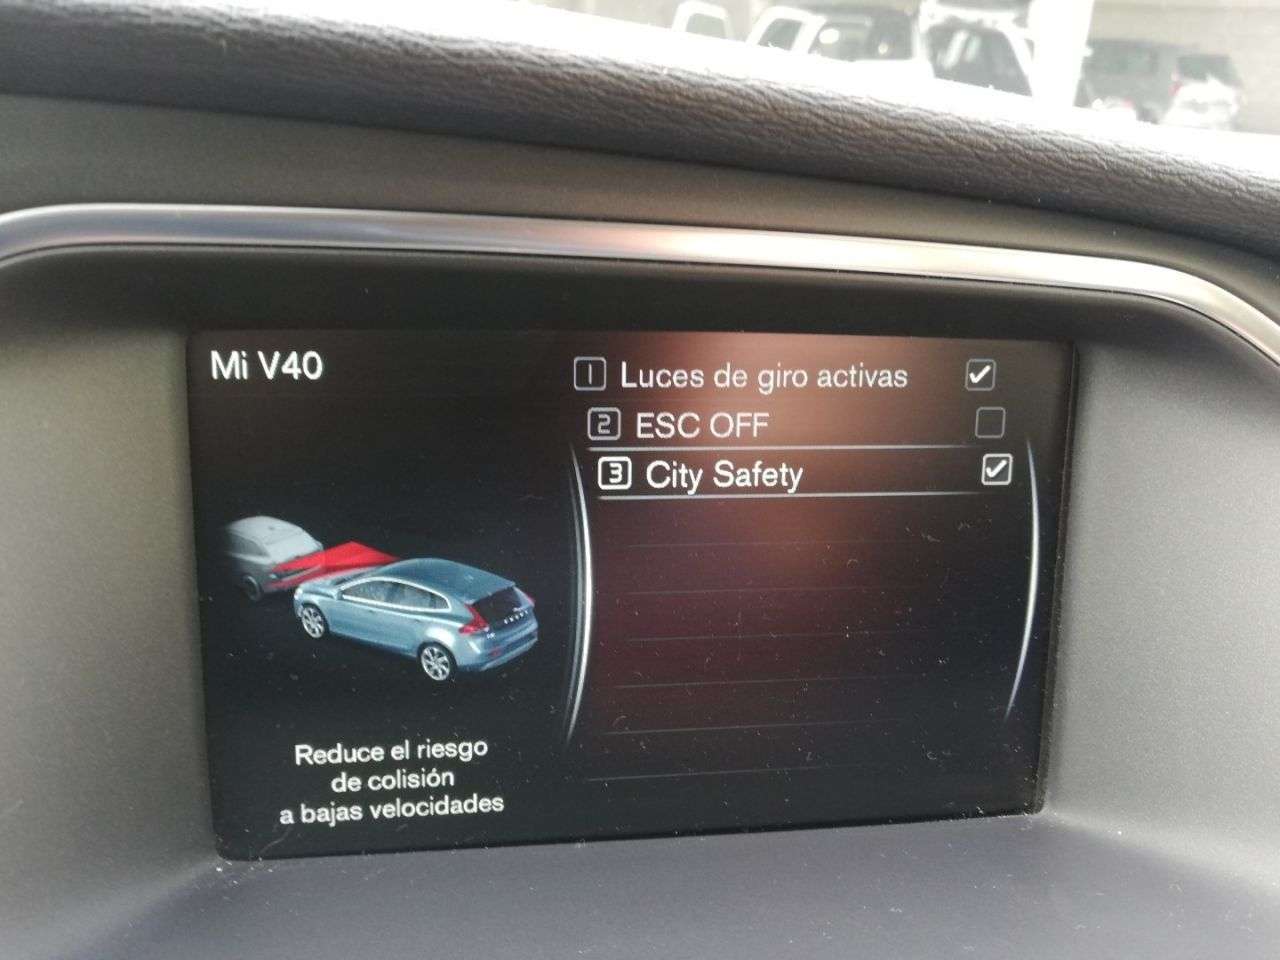 Mi V40
1 Luces de giro activas
2 ESC OFF
3 City Safety
Reduce el riesgo
de colisión
a bajas velocidades